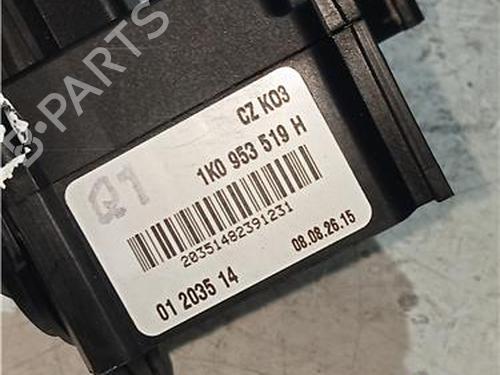 CZ K03
Q1
1K0 953 519 H
20351482391231
01 2035 14
08.08.26.15
B-PARTS